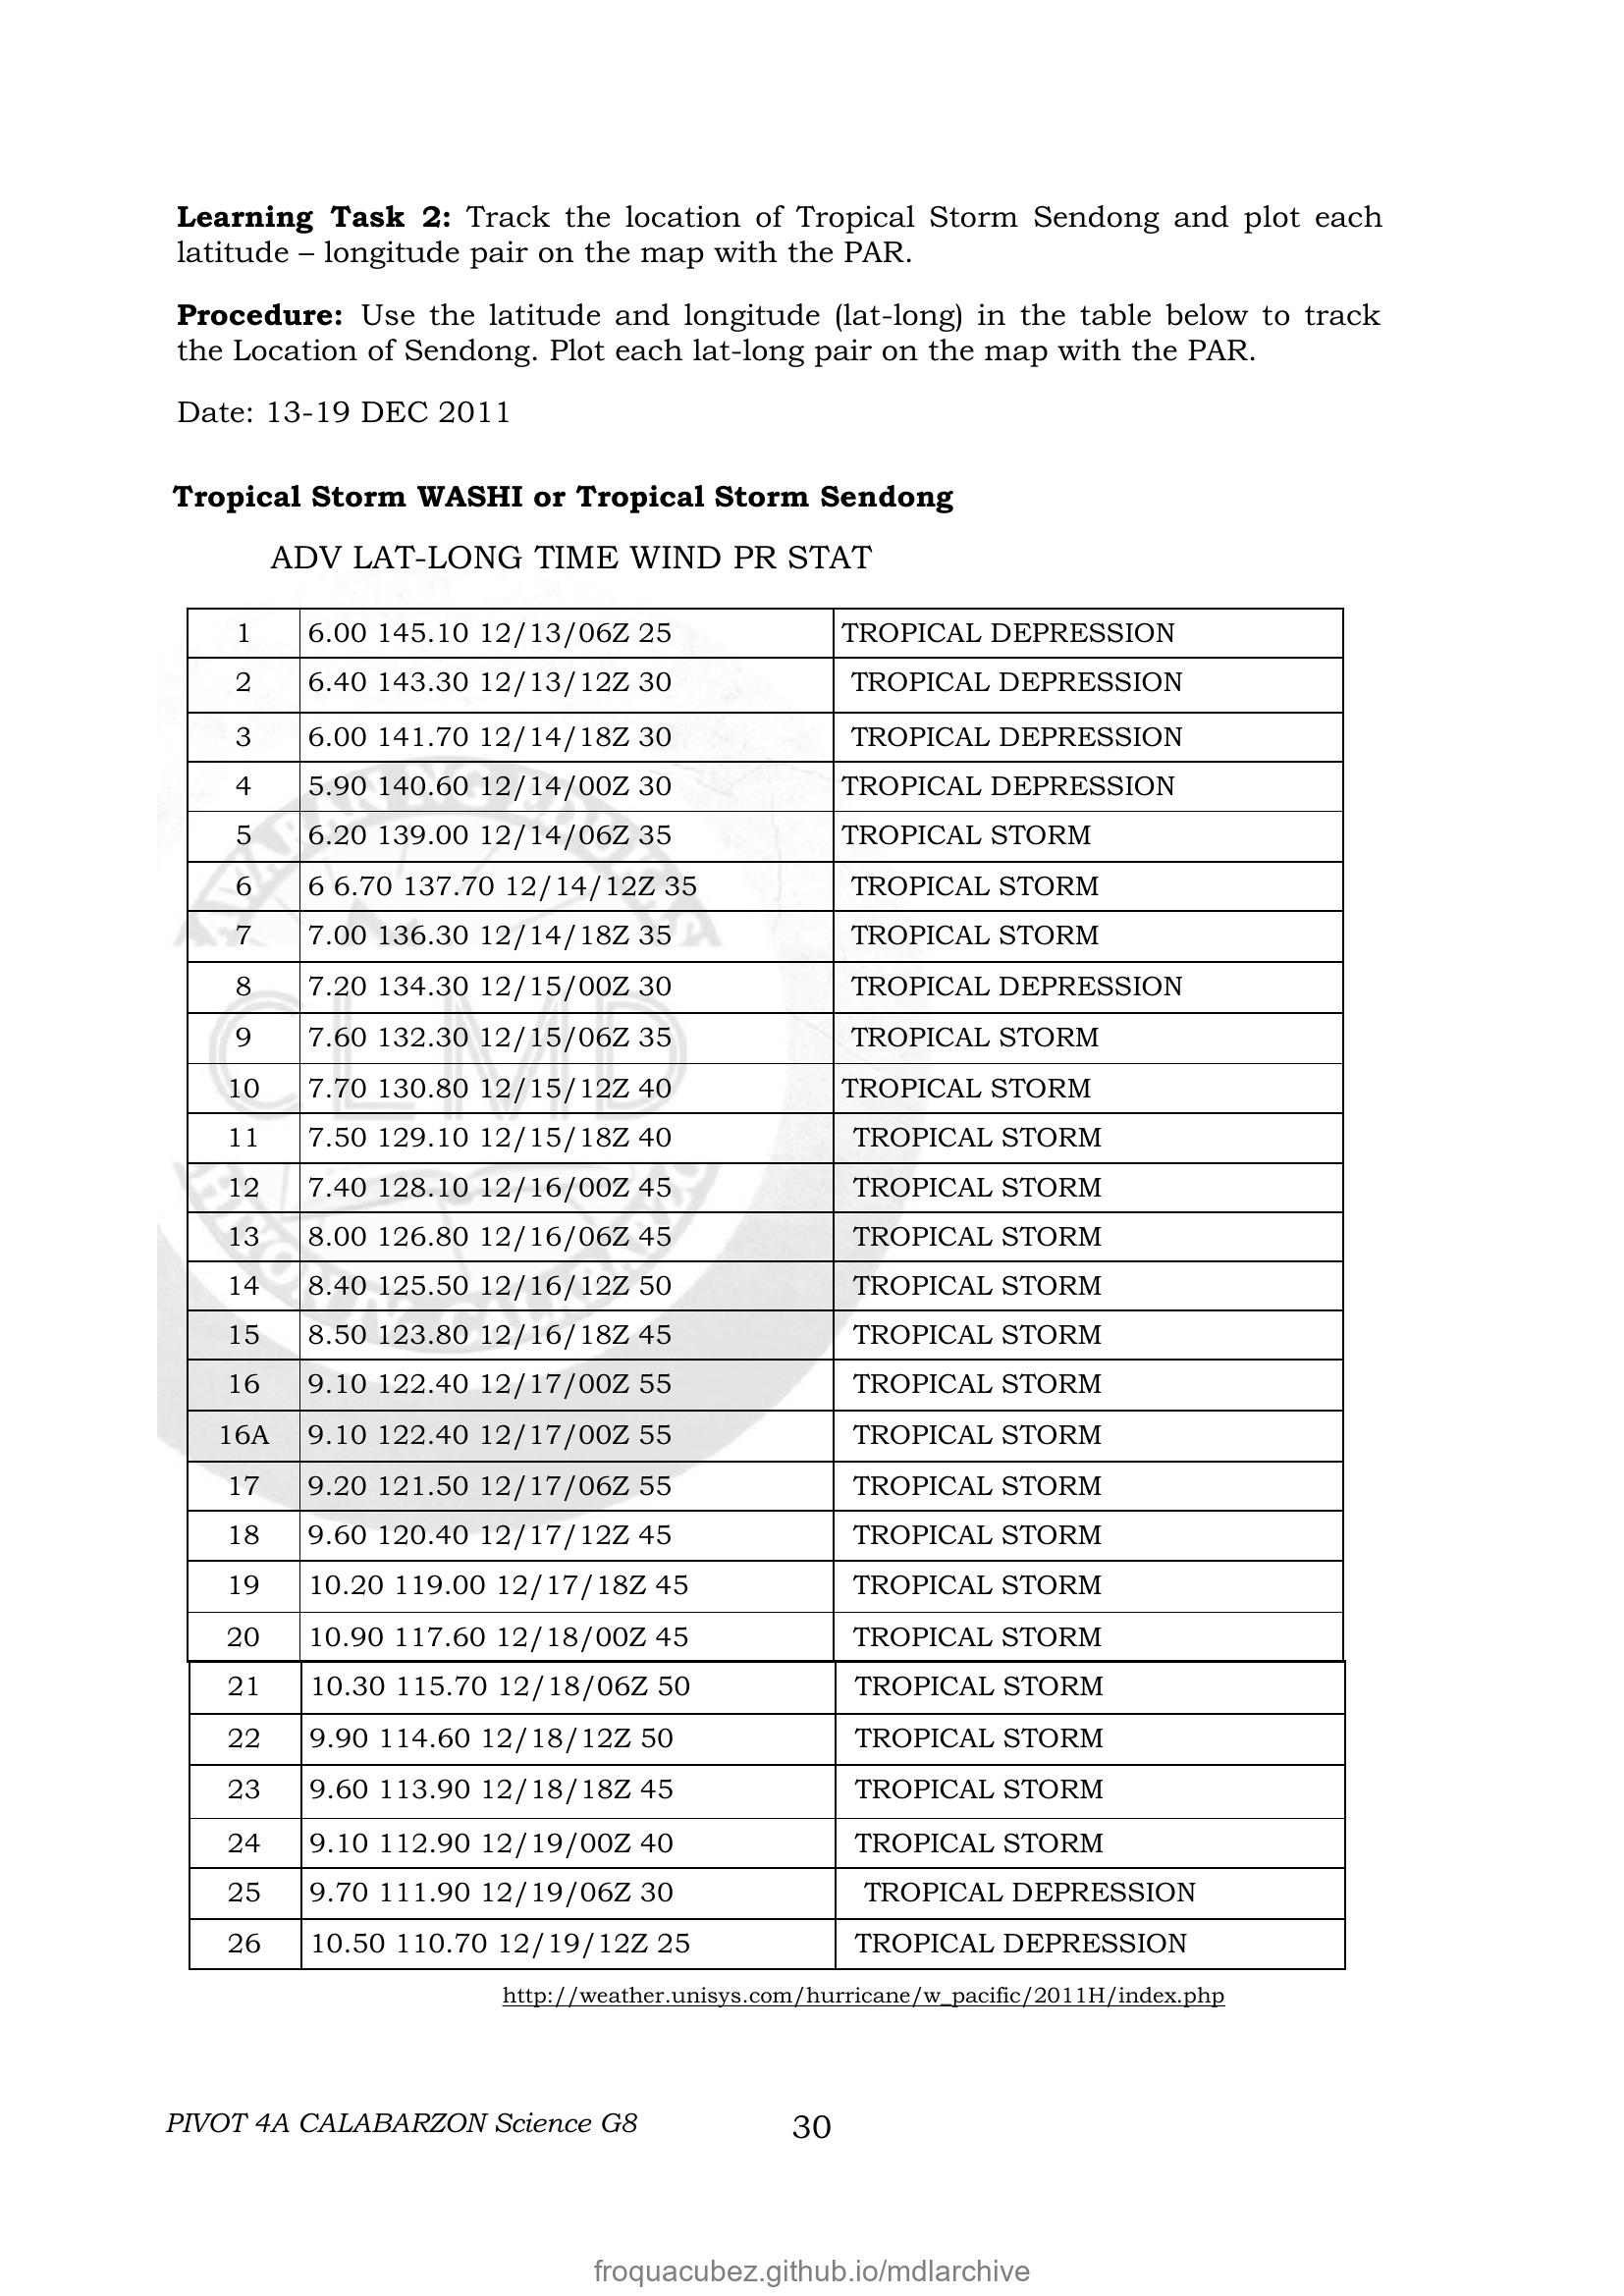 Learning Task 2: Track the location of Tropical Storm Sendong and plot each
latitude – longitude pair on the map with the PAR.
Procedure: Use the latitude and longitude (lat-long) in the table below to track
the Location of Sendong. Plot each lat-long pair on the map with the PAR.
Date: 13-19 DEC 2011
Tropical Storm WASHI or Tropical Storm Sendong
ADV LAT-LONG TIME WIND PR STAT
1 6.00 145.10 12/13/06Z 25 TROPICAL DEPRESSION
2 6.40 143.30 12/13/12Z 30 TROPICAL DEPRESSION
3 6.00 141.70 12/14/18Z 30 TROPICAL DEPRESSION
4 5.90 140.60 12/14/00Z 30 TROPICAL DEPRESSION
5 6.20 139.00 12/14/06Z 35 TROPICAL STORM
6 6 6.70 137.70 12/14/12Z 35 TROPICAL STORM
7 7.00 136.30 12/14/18Z 35 TROPICAL STORM
8 7.20 134.30 12/15/00Z 30 TROPICAL DEPRESSION
9 7.60 132.30 12/15/06Z 35 TROPICAL STORM
10 7.70 130.80 12/15/12Z 40 TROPICAL STORM
11 7.50 129.10 12/15/18Z 40 TROPICAL STORM
12 7.40 128.10 12/16/00Z 45 TROPICAL STORM
13 8.00 126.80 12/16/06Z 45 TROPICAL STORM
14 8.40 125.50 12/16/12Z 50 TROPICAL STORM
15 8.50 123.80 12/16/18Z 45 TROPICAL STORM
16 9.10 122.40 12/17/00Z 55 TROPICAL STORM
16A 9.10 122.40 12/17/00Z 55 TROPICAL STORM
17 9.20 121.50 12/17/06Z 55 TROPICAL STORM
18 9.60 120.40 12/17/12Z 45 TROPICAL STORM
19 10.20 119.00 12/17/18Z 45 TROPICAL STORM
20 10.90 117.60 12/18/00Z 45 TROPICAL STORM
21 10.30 115.70 12/18/06Z 50 TROPICAL STORM
22 9.90 114.60 12/18/12Z 50 TROPICAL STORM
23 9.60 113.90 12/18/18Z 45 TROPICAL STORM
24 9.10 112.90 12/19/00Z 40 TROPICAL STORM
25 9.70 111.90 12/19/06Z 30 TROPICAL DEPRESSION
26 10.50 110.70 12/19/12Z 25 TROPICAL DEPRESSION
http://weather.unisys.com/hurricane/w_pacific/2011H/index.php
CLMD
PIVOT 4A CALABARZON Science G8 30
froquacubez.github.io/mdlarchive